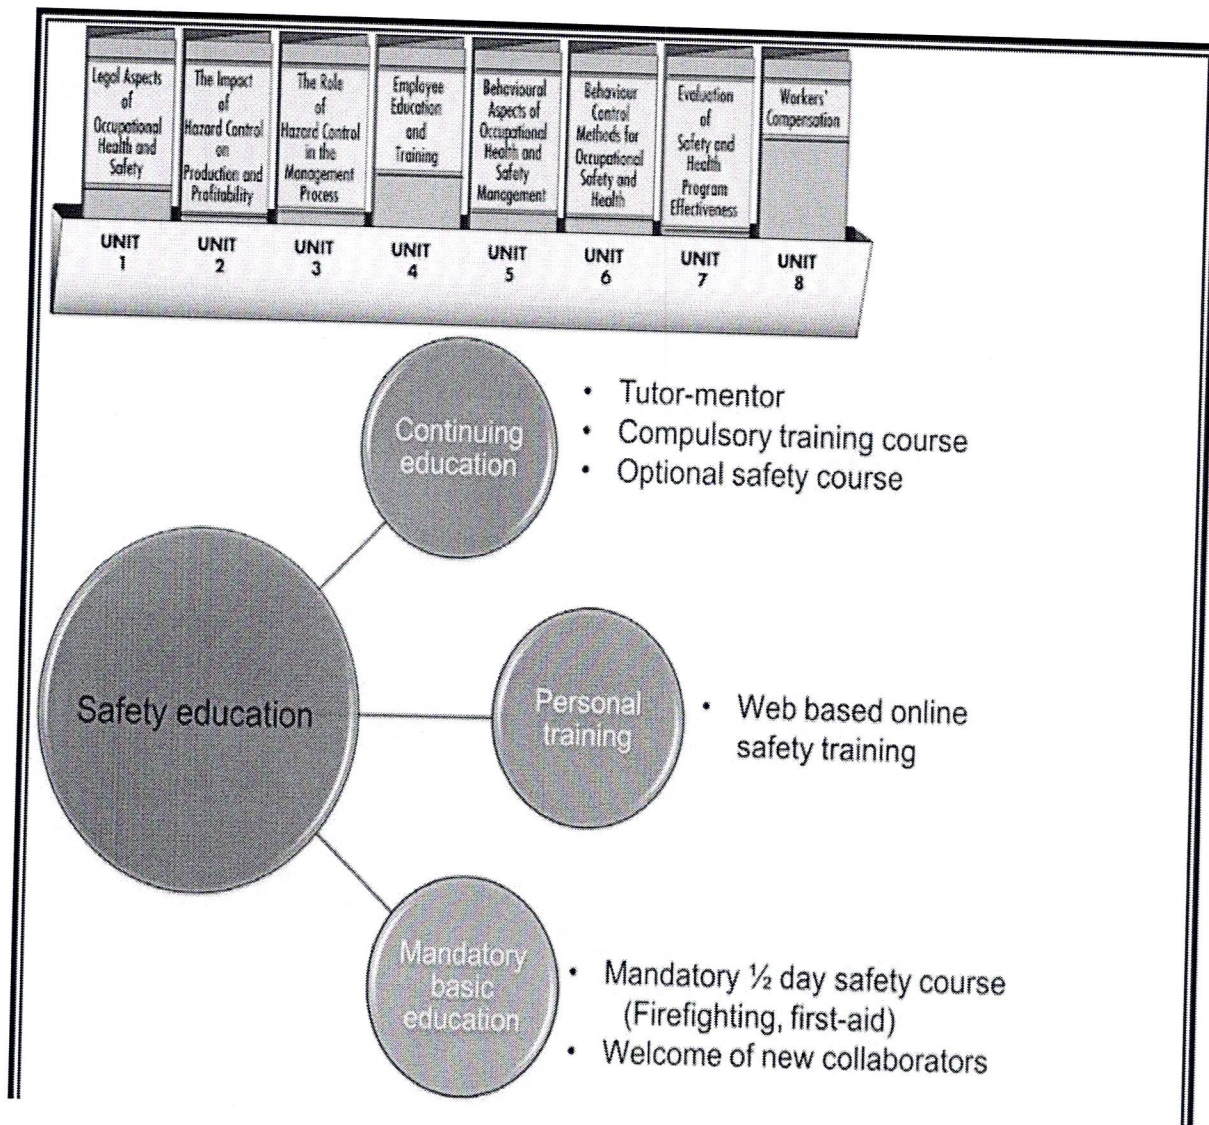 Legal Aspects
of
Occupational
Health and
Safety
The Impact
of
Hazard Control
on
Production and
Profitability
The Role
of
Hazard Control
in the
Management
Process
Employee
Education
and
Training
Behavioural
Aspects of
Occupational
Health and
Safety
Management
Behaviour
Control
Methods for
Occupational
Safety and
Health
Evaluation
of
Safety and
Health
Program
Effectiveness
Workers'
Compensation
UNIT
1
UNIT
2
UNIT
3
UNIT
4
UNIT
5
UNIT
6
UNIT
7
UNIT
8
Continuing
education
• Tutor-mentor
• Compulsory training course
• Optional safety course
Safety education
Personal
training
• Web based online
safety training
Mandatory
basic
education
• Mandatory ½ day safety course
(Firefighting, first-aid)
• Welcome of new collaborators